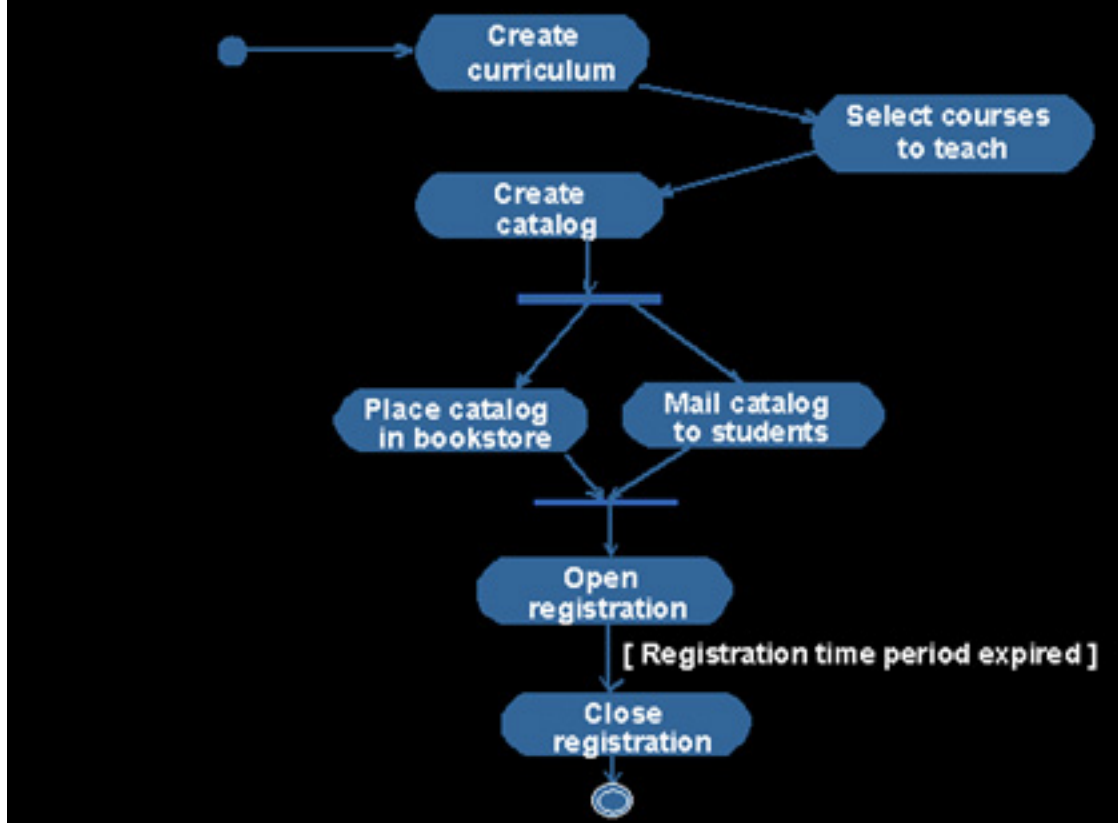 Create
curriculum
Select courses
to teach
Create
catalog
Place catalog
in bookstore
Mail catalog
to students
Open
registration
[ Registration time period expired ]
Close
registration